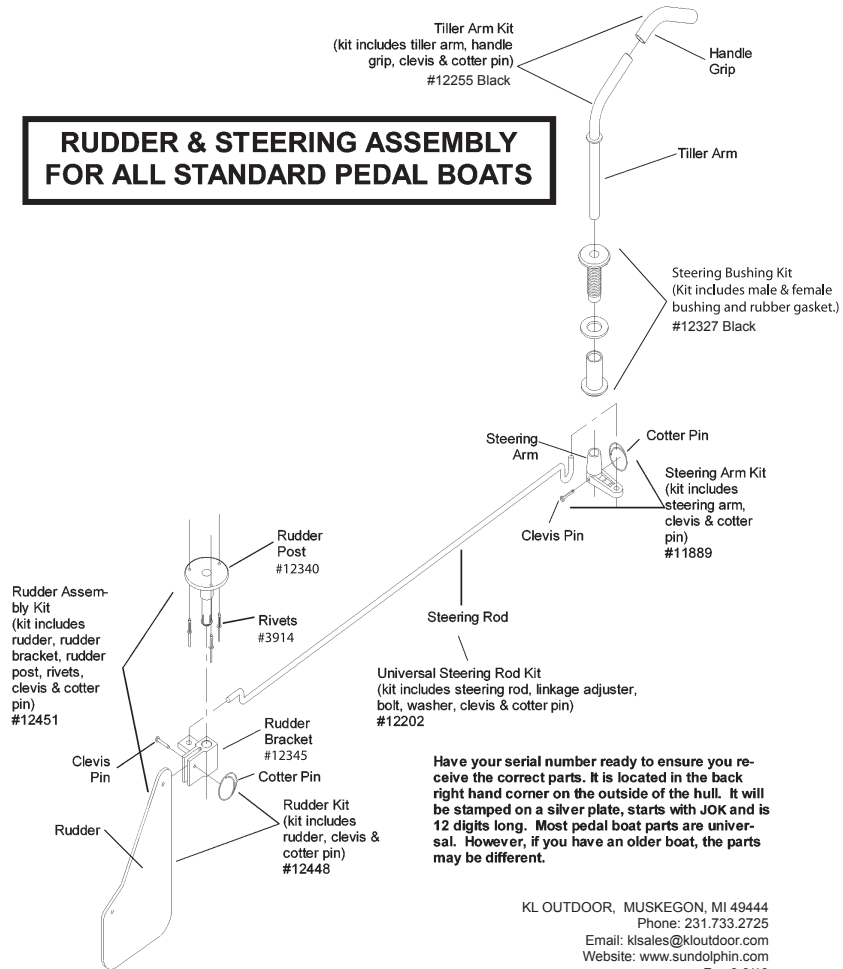 Tiller Arm Kit
(kit includes tiller arm, handle
grip, clevis & cotter pin)
#12255 Black
Handle
Grip
RUDDER & STEERING ASSEMBLY
FOR ALL STANDARD PEDAL BOATS
Tiller Arm
Steering Bushing Kit
(Kit includes male & female
bushing and rubber gasket.)
#12327 Black
Steering
Arm
Cotter Pin
Steering Arm Kit
(kit includes
steering arm,
clevis & cotter
pin)
#11889
Clevis Pin
Rudder
Post
#12340
Rudder Assem-
bly Kit
(kit includes
rudder, rudder
bracket, rudder
post, rivets,
clevis & cotter
pin)
#12451
Rivets
#3914
Steering Rod
Universal Steering Rod Kit
(kit includes steering rod, linkage adjuster,
bolt, washer, clevis & cotter pin)
#12202
Rudder
Bracket
#12345
Clevis
Pin
Cotter Pin
Rudder Kit
(kit includes
rudder, clevis &
cotter pin)
#12448
Rudder
Have your serial number ready to ensure you re-
ceive the correct parts. It is located in the back
right hand corner on the outside of the hull. It will
be stamped on a silver plate, starts with JOK and is
12 digits long. Most pedal boat parts are univer-
sal. However, if you have an older boat, the parts
may be different.
KL OUTDOOR, MUSKEGON, MI 49444
Phone: 231.733.2725
Email: klsales@kloutdoor.com
Website: www.sundolphin.com